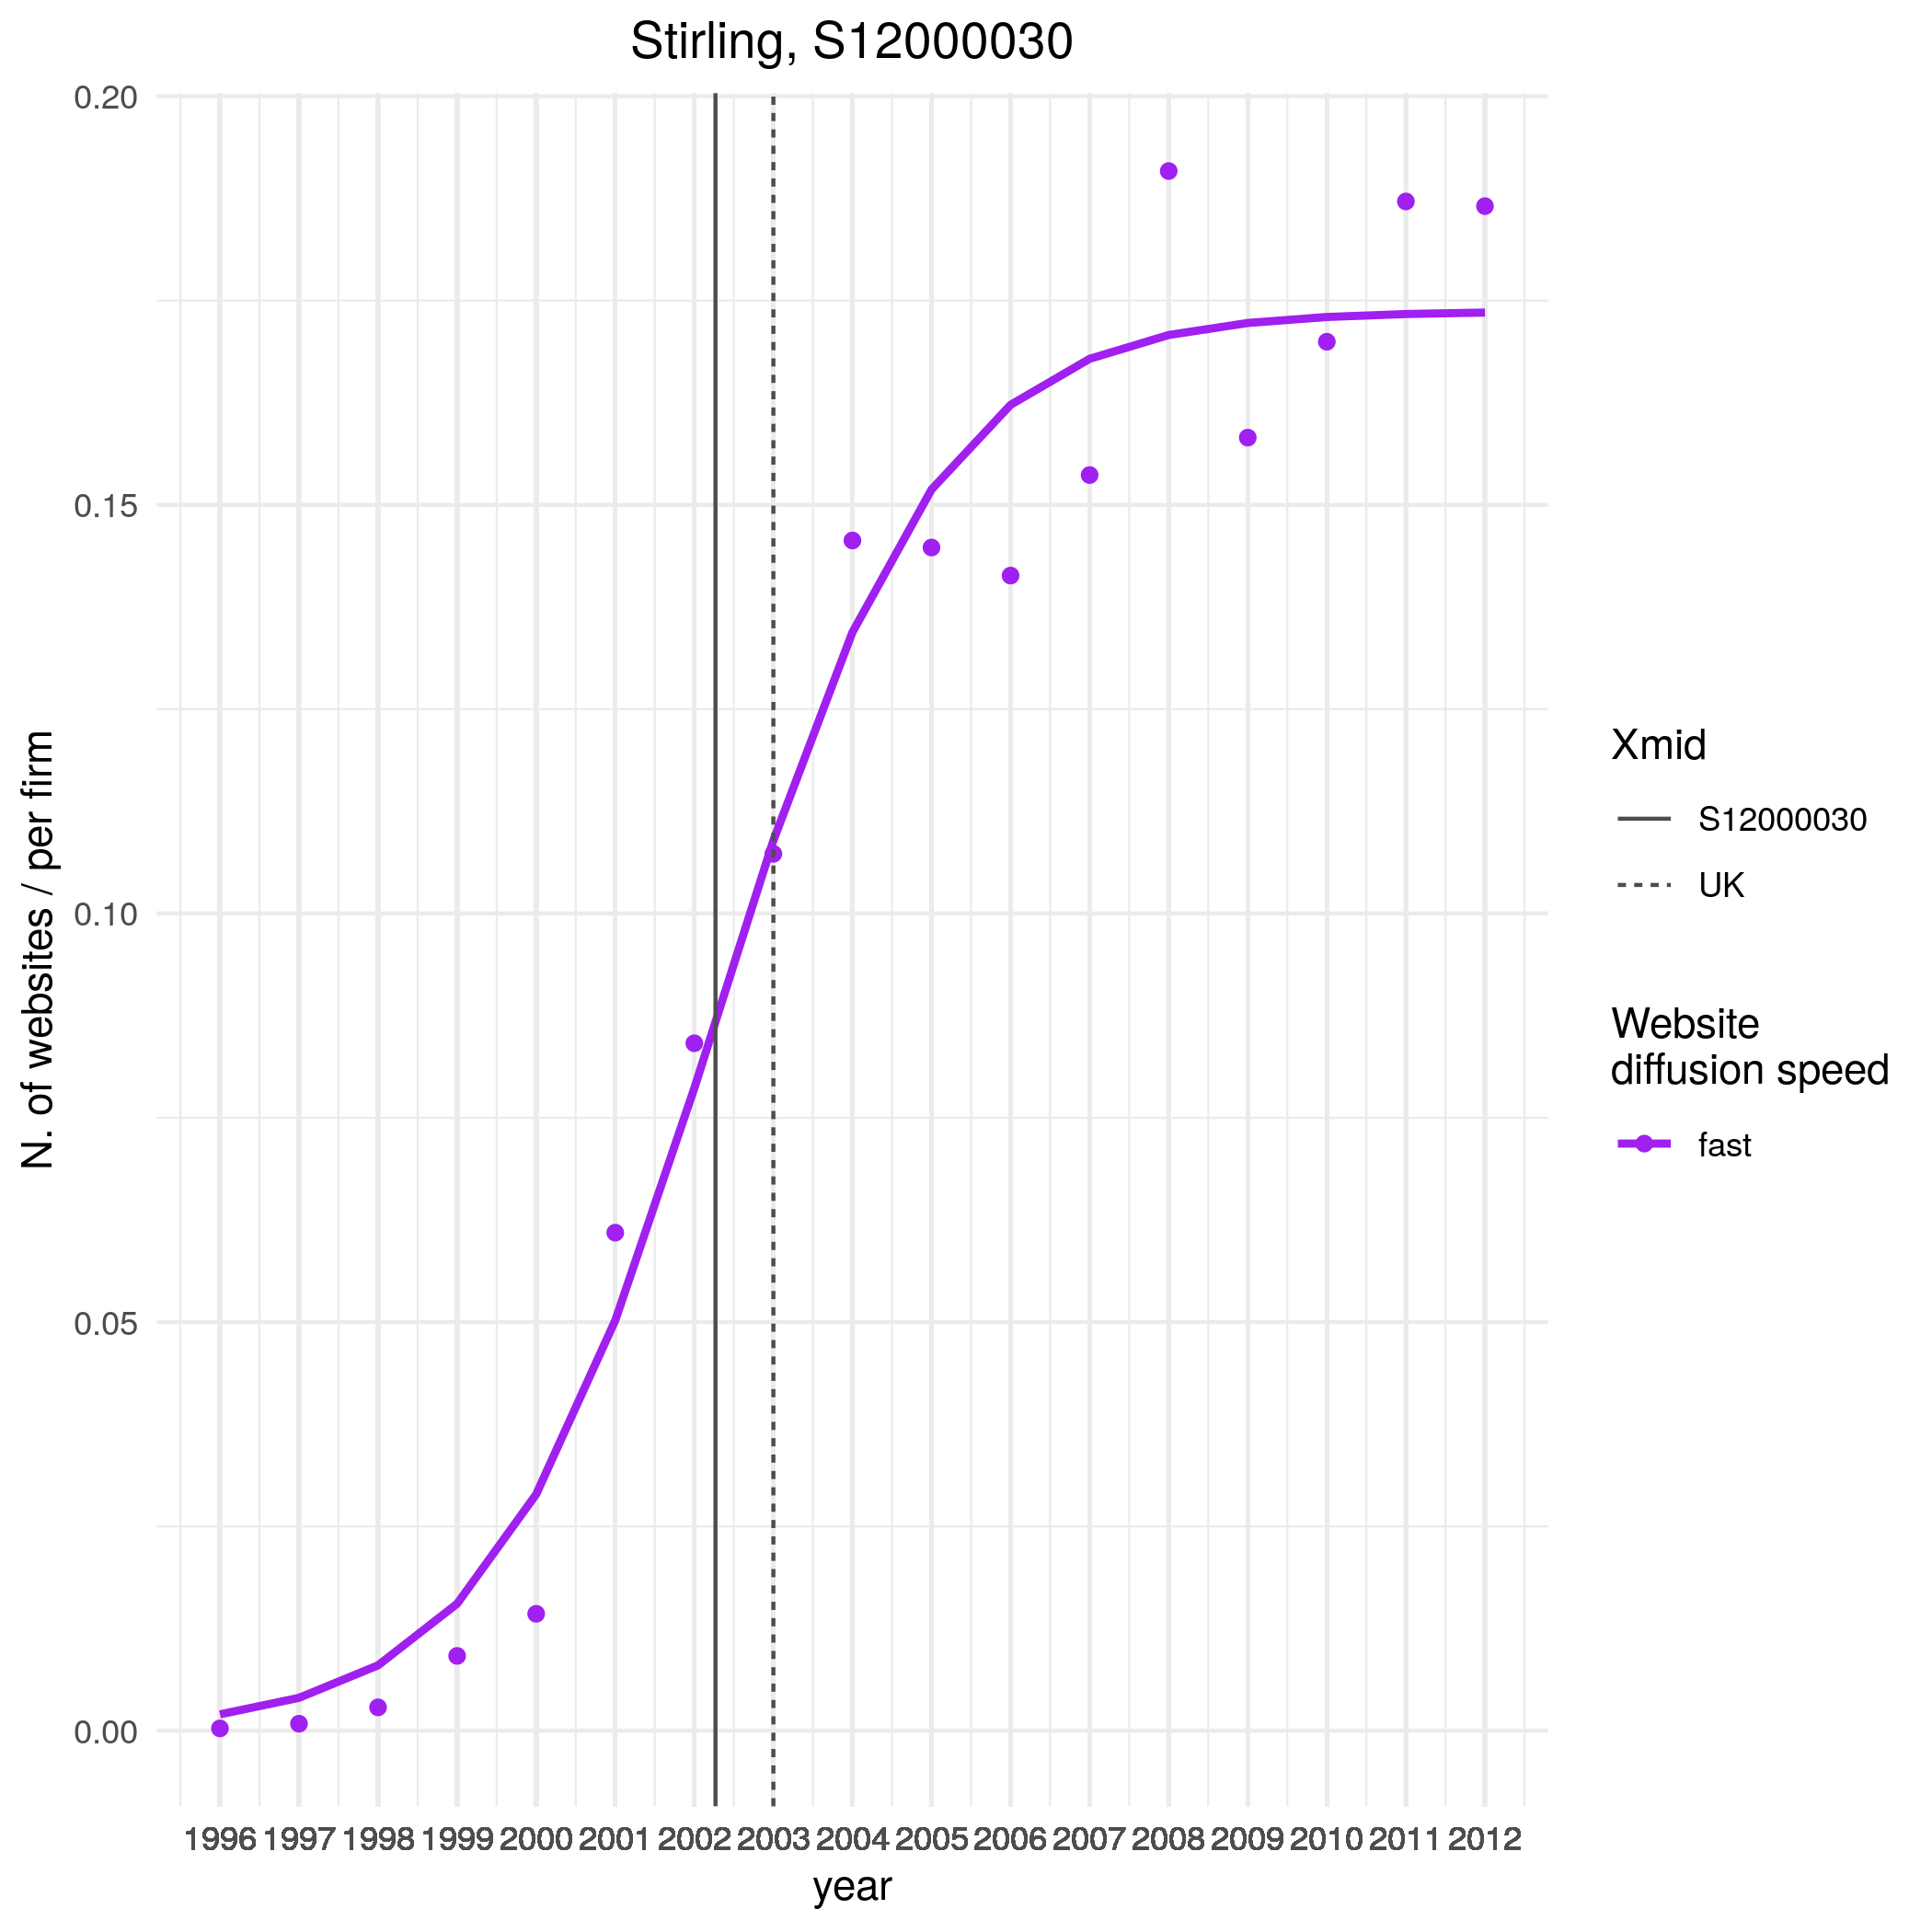 Stirling, S12000030
0.20
0.15
0.10
0.05
0.00
N. of websites / per firm
1996 1997 1998 1999 2000 2001 2002 2003 2004 2005 2006 2007 2008 2009 2010 2011 2012
year
Xmid
S12000030
UK
Website
diffusion speed
fast